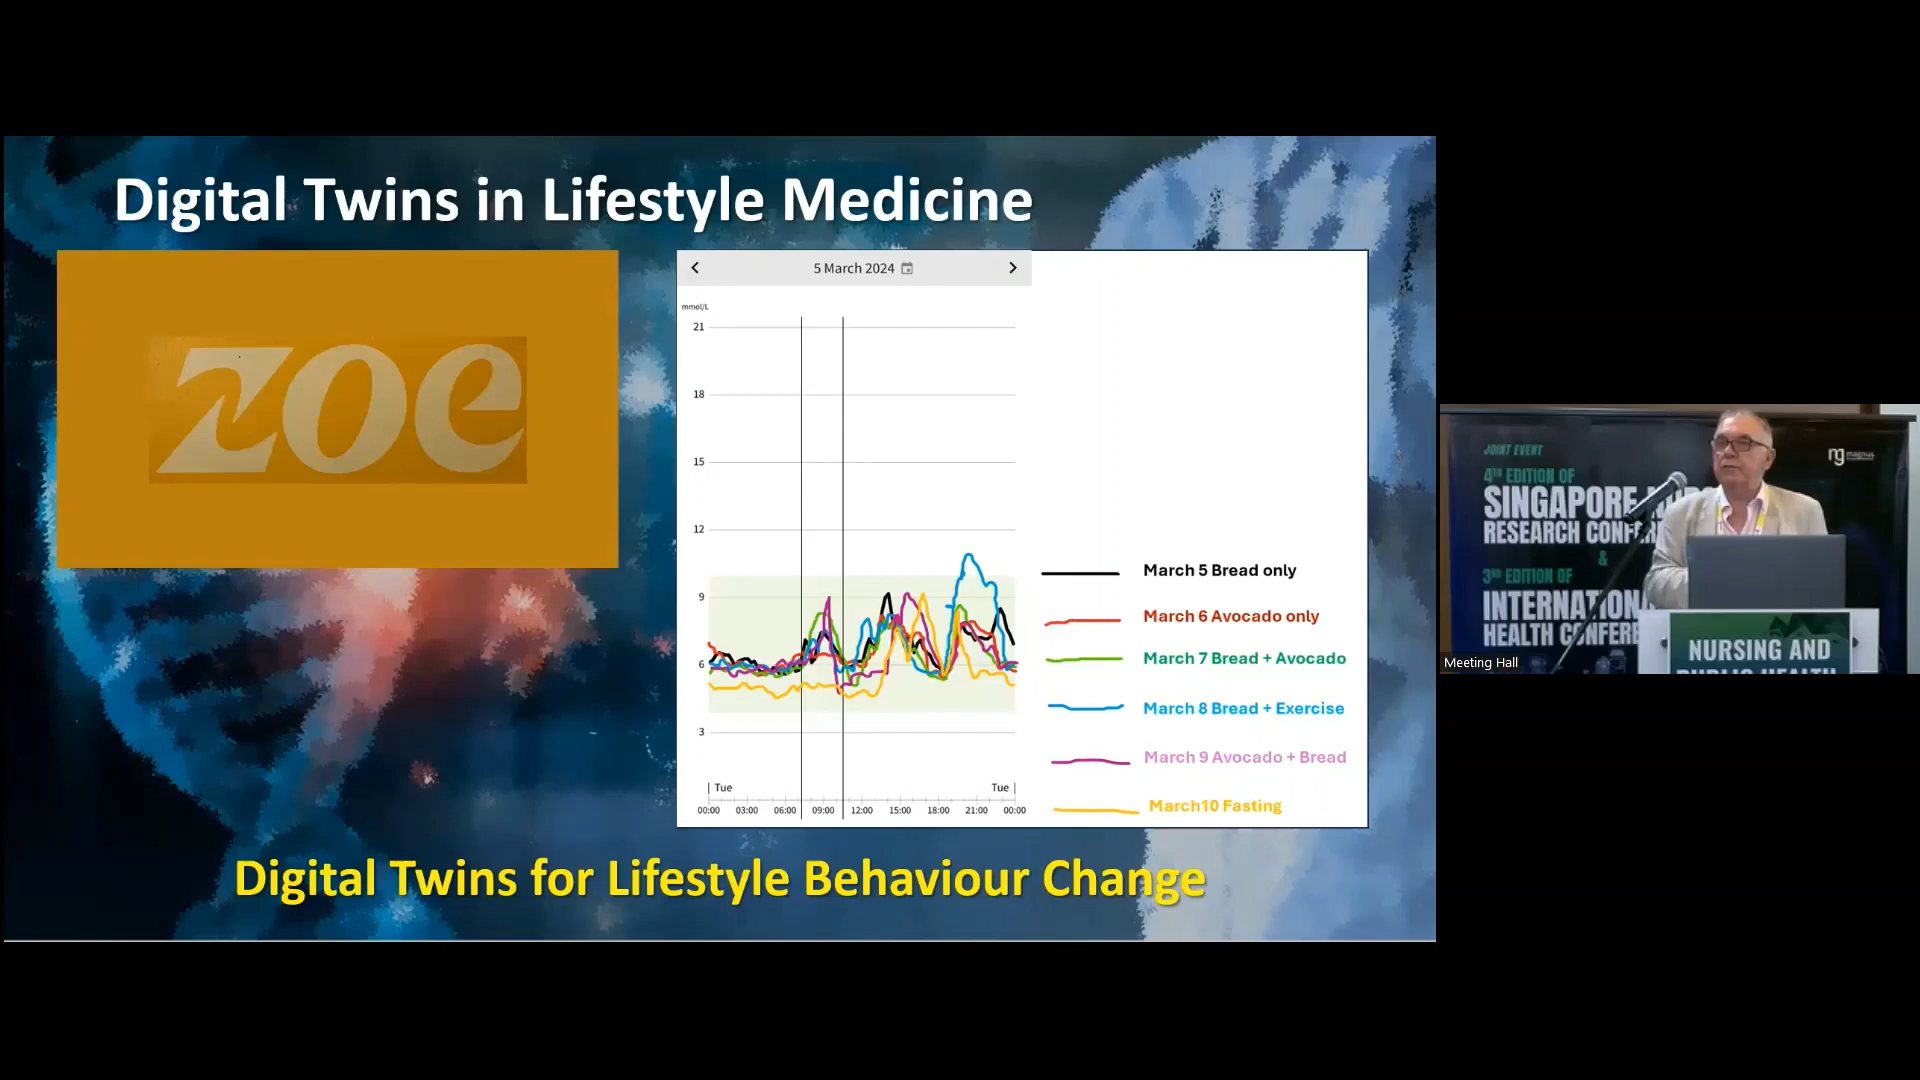 Digital Twins in Lifestyle Medicine
zoe
5 March 2024
mmol/L
21
18
15
12
9
6
3
Tue
Tue
00:00 03:00 06:00 09:00 12:00 15:00 18:00 21:00 00:00
March 5 Bread only
March 6 Avocado only
March 7 Bread + Avocado
March 8 Bread + Exercise
March 9 Avocado + Bread
March10 Fasting
Digital Twins for Lifestyle Behaviour Change
JOINT EVENT
4TH EDITION OF
SINGAPORE
RESEARCH
&
3RD EDITION OF
HEALTH
magnus
NURSING AND
Meeting Hall